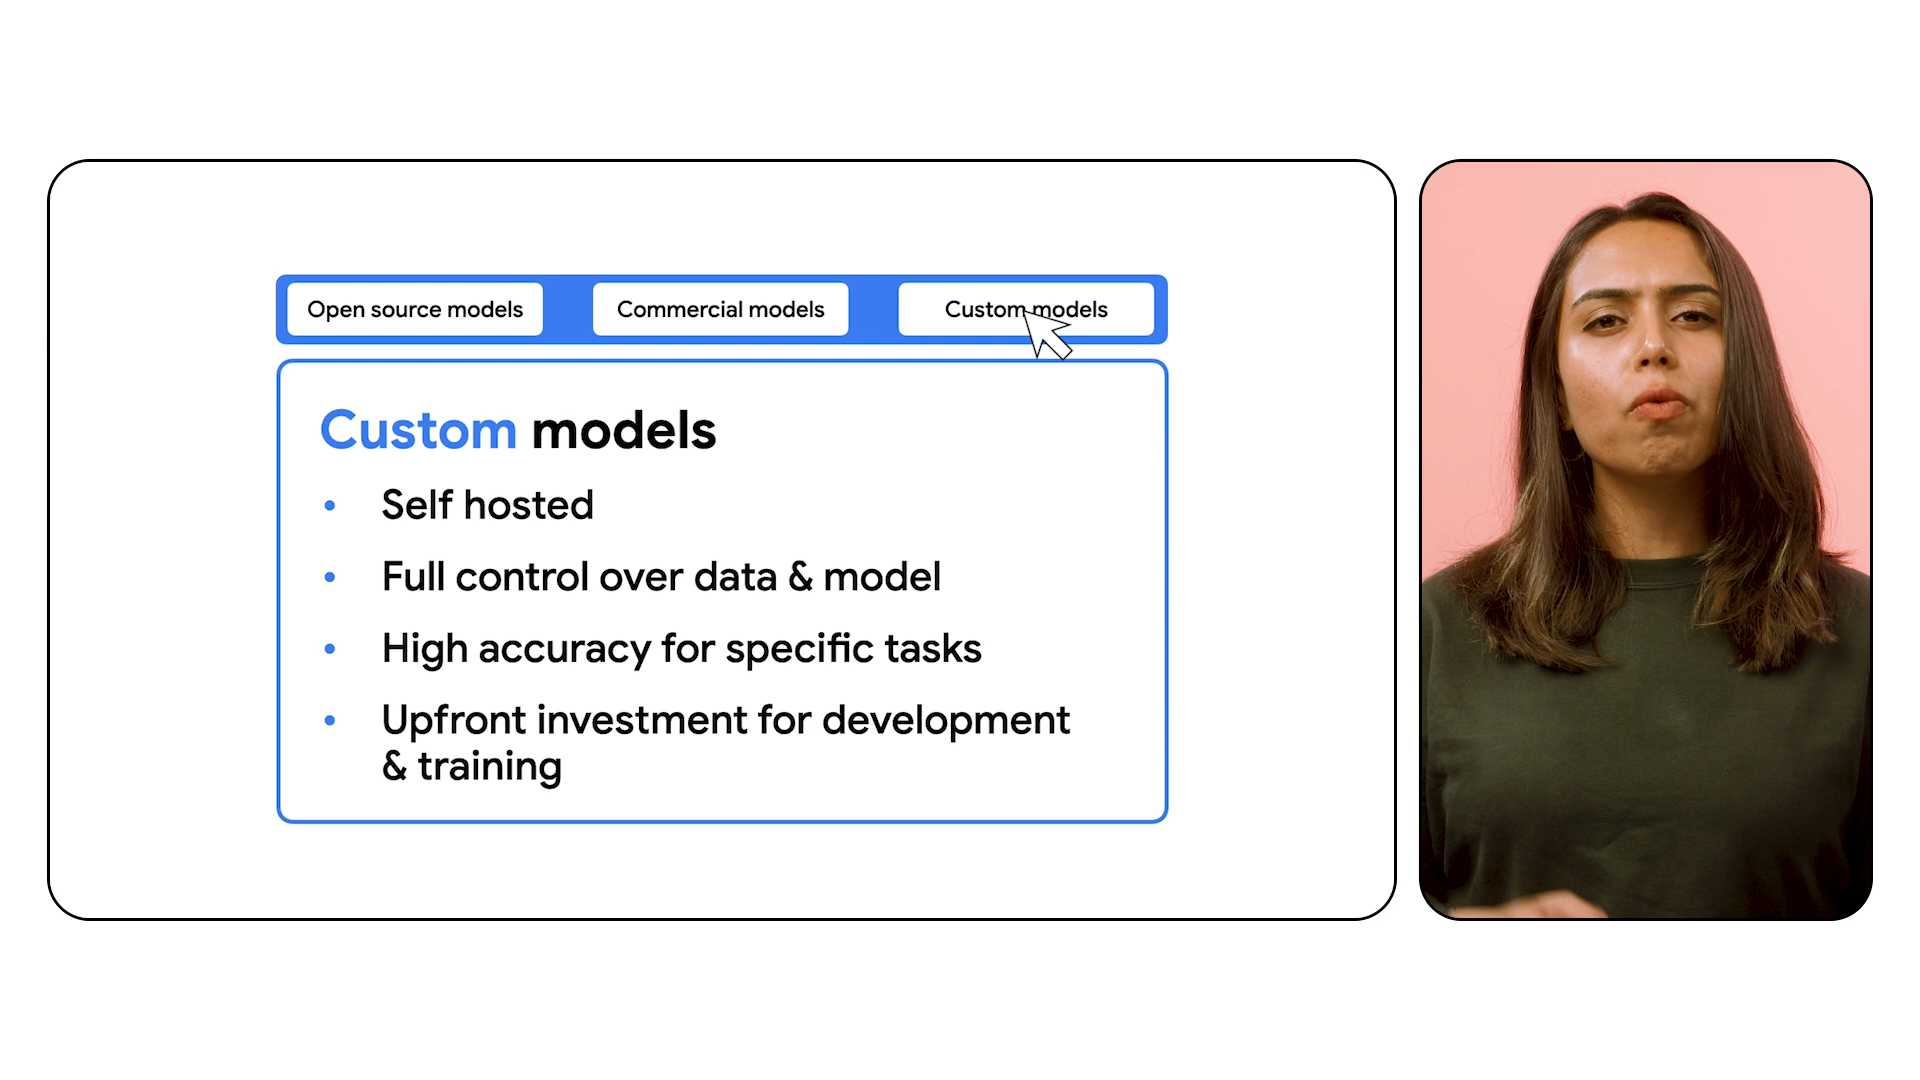 Open source models
Commercial models
Custom models
Custom models
• Self hosted
• Full control over data & model
• High accuracy for specific tasks
• Upfront investment for development
& training